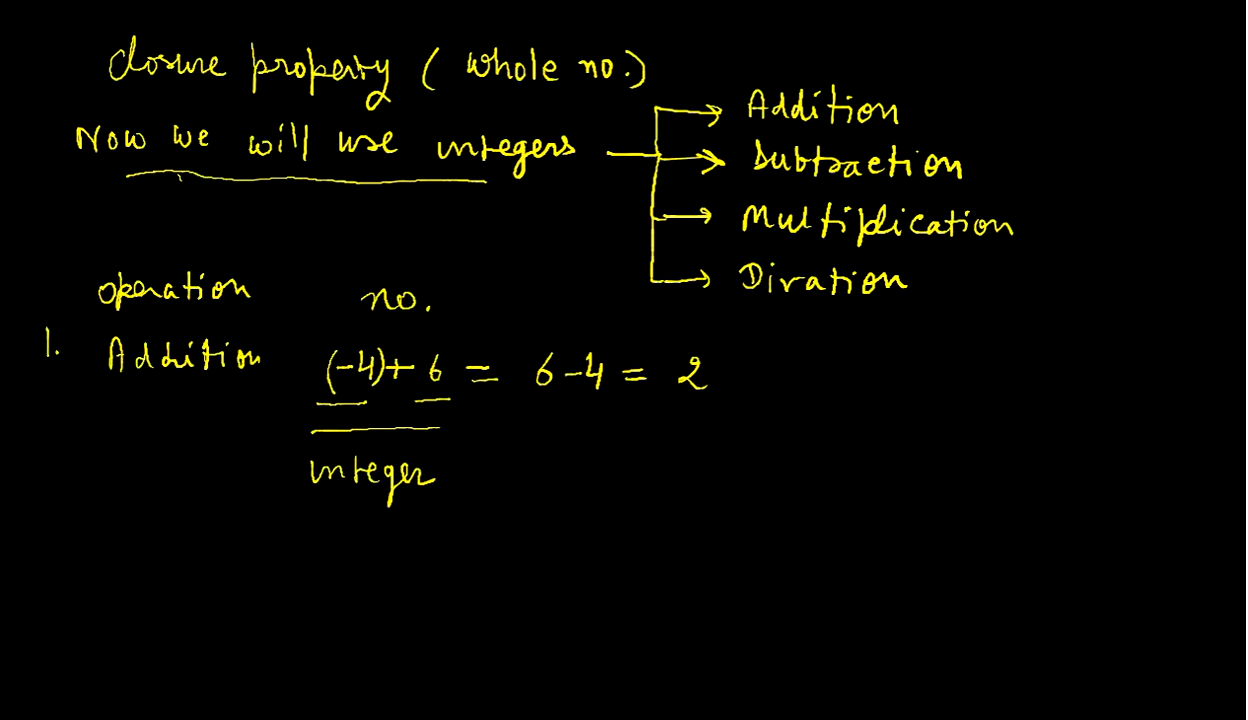 closure property ( whole no.)
Now we will use integers
Addition
Subtraction
Multiplication
Diration
operation no.
1. Addition (-4)+ 6 = 6-4 = 2
integer